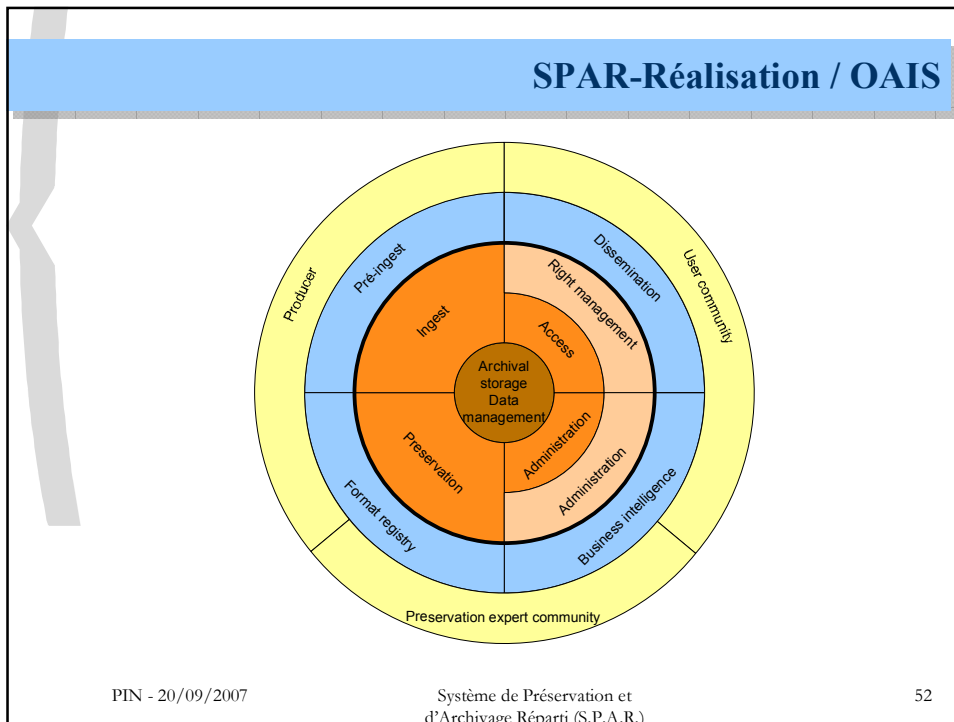 SPAR-Réalisation / OAIS
Producer
Pré-ingest
Ingest
Dissemination
User community
Right management
Access
Archival
storage
Data
management
Preservation
Administration
Administration
Format registry
Business intelligence
Preservation expert community
PIN - 20/09/2007
Système de Préservation et
d'Archivage Réparti (S.P.A.R.)
52